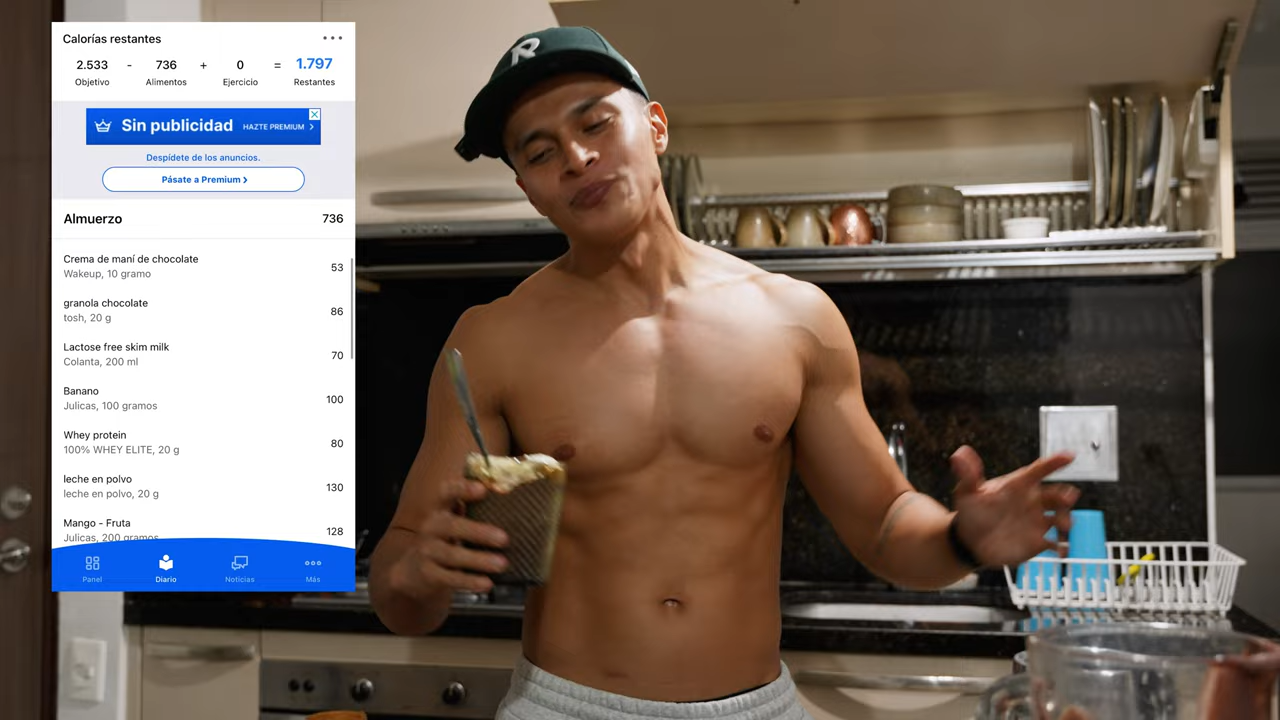 Calorías restantes
2.533 - 736 + 0 = 1.797
Objetivo Alimentos Ejercicio Restantes
Sin publicidad HAZTE PREMIUM
Despídete de los anuncios.
Pásate a Premium
Almuerzo 736
Crema de maní de chocolate
Wakeup, 10 gramo 53
granola chocolate
tosh, 20 g 86
Lactose free skim milk
Colanta, 200 ml 70
Banano
Julicas, 100 gramos 100
Whey protein
100% WHEY ELITE, 20 g 80
leche en polvo
leche en polvo, 20 g 130
Mango - Fruta
Julicas, 200 gramos 128
Panel Diario Noticias Más
R